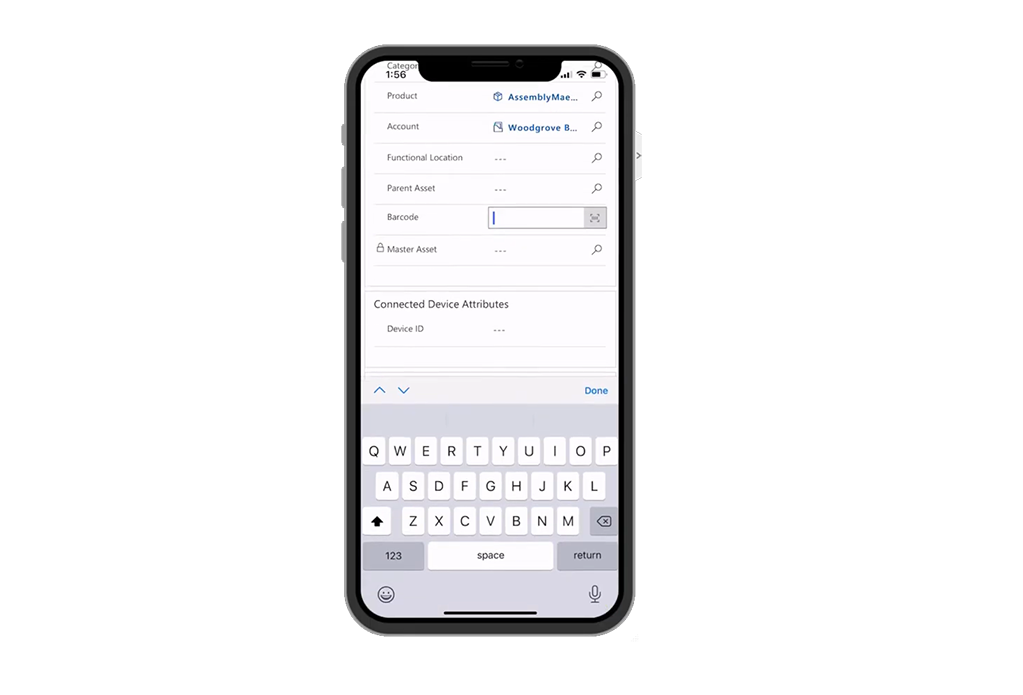 Categor
1:56
Product AssemblyMae...
Account Woodgrove B...
Functional Location ---
Parent Asset ---
Barcode
Master Asset ---
Connected Device Attributes
Device ID ---
Done
Q W E R T Y U I O P
A S D F G H J K L
Z X C V B N M
123 space return